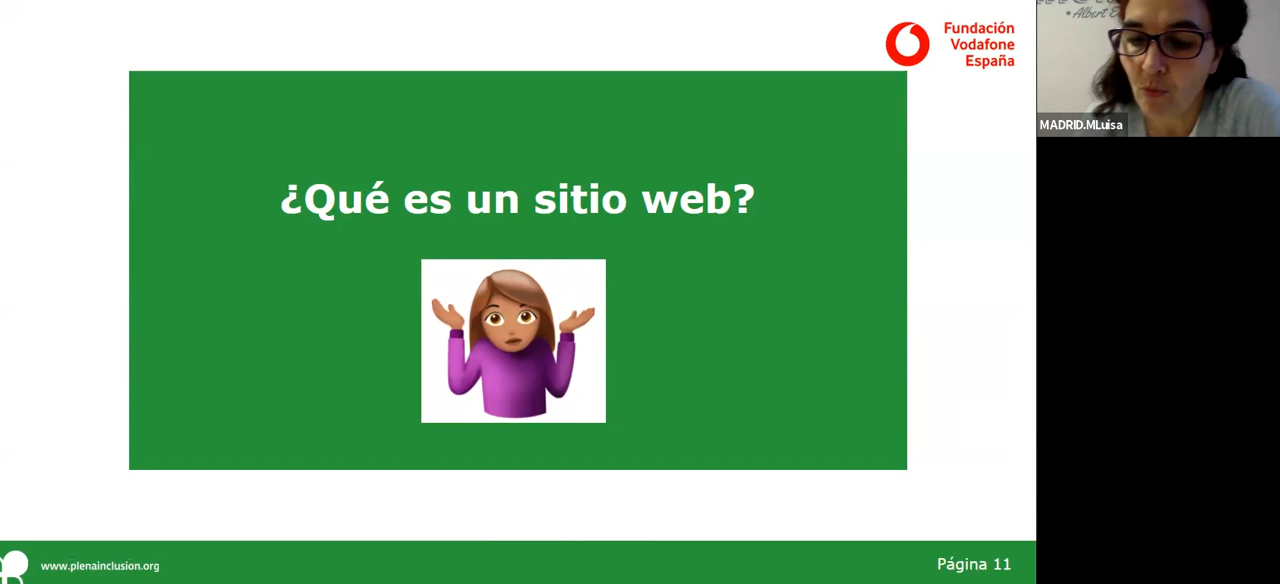 Fundación
Vodafone
España
¿Qué es un sitio web?
MADRID.MLuisa
www.plenainclusion.org
Página 11